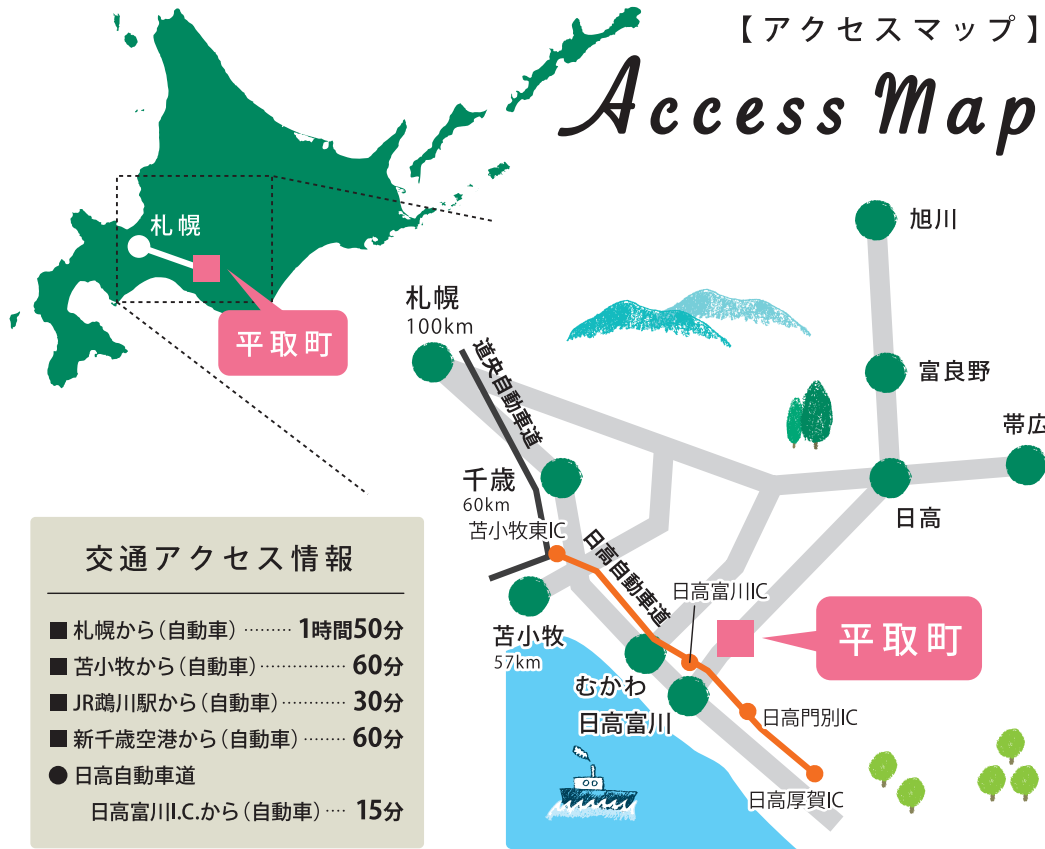 【アクセスマップ】
Access Map
札幌
平取町
旭川
札幌
100km
道央自動車道
富良野
帯広
千歳
60km
苫小牧東IC
日高
日高自動車道
日高富川IC
苫小牧
57km
平取町
むかわ
日高富川
日高門別IC
日高厚賀IC
交通アクセス情報
■札幌から(自動車)………1時間50分
■苫小牧から(自動車)……………60分
■JR鵡川駅から(自動車)…………30分
■新千歳空港から(自動車)………60分
●日高自動車道
日高富川I.C.から(自動車)…15分